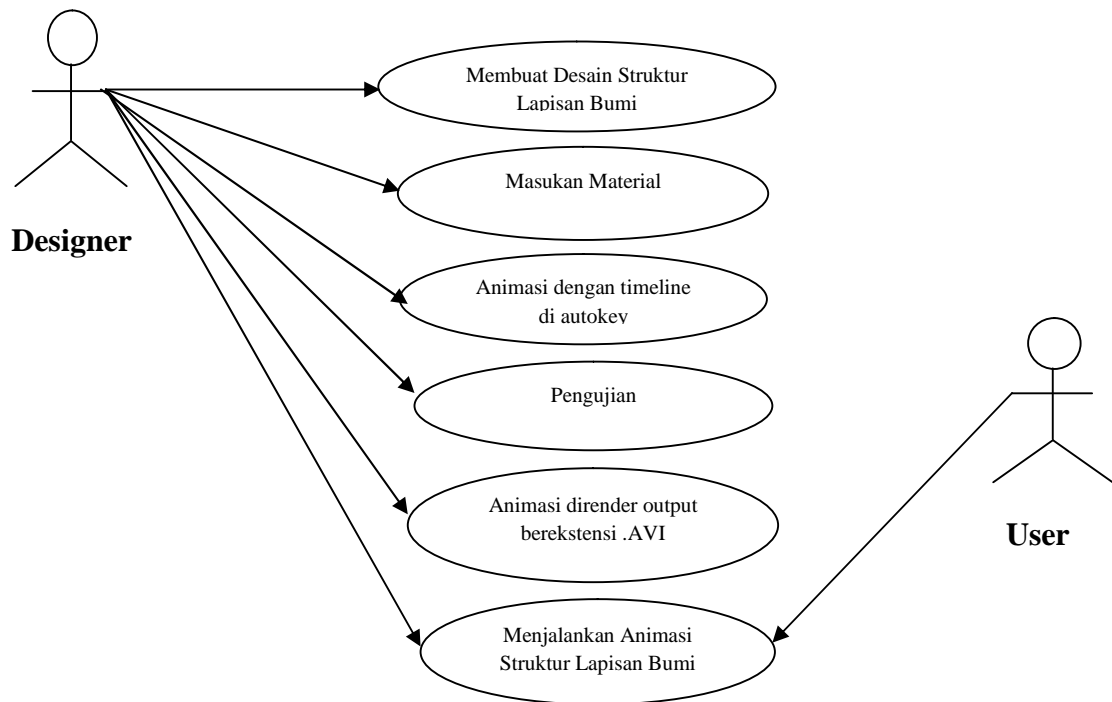 Membuat Desain Struktur
Lapisan Bumi
Masukan Material
Designer
Animasi dengan timeline
di autokey
Pengujian
Animasi dirender output
berekstensi .AVI
User
Menjalankan Animasi
Struktur Lapisan Bumi